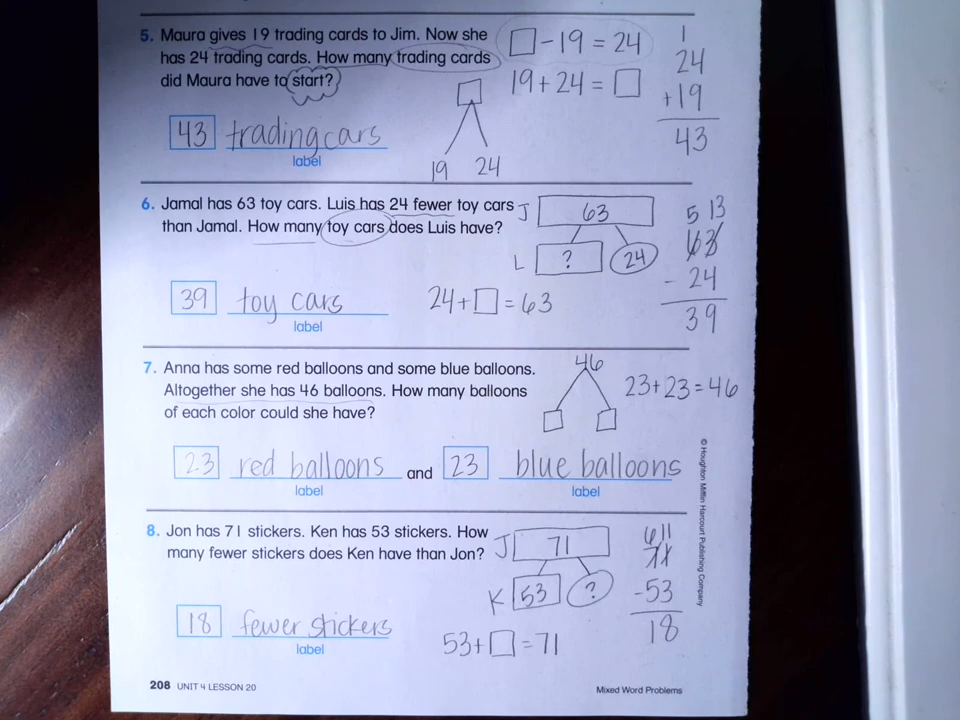 5. Maura gives 19 trading cards to Jim. Now she
has 24 trading cards. How many trading cards
did Maura have to start?
□ - 19 = 24
19 + 24 = □
1
24
+19
43
43 trading cars
label
19 24
6. Jamal has 63 toy cars. Luis has 24 fewer toy cars
than Jamal. How many toy cars does Luis have?
J 63
L ? 24
5 13
63
- 24
39
39 toy cars
label
24 + □ = 63
7. Anna has some red balloons and some blue balloons.
Altogether she has 46 balloons. How many balloons
of each color could she have?
46
23+23=46
23 red balloons and 23 blue balloons
label label
8. Jon has 71 stickers. Ken has 53 stickers. How
many fewer stickers does Ken have than Jon?
J 71
K 53 ?
6 11
71
-53
18
18 fewer stickers
label
53+□=71
208 UNIT 4 LESSON 20
Mixed Word Problems
© Houghton Mifflin Harcourt Publishing Company